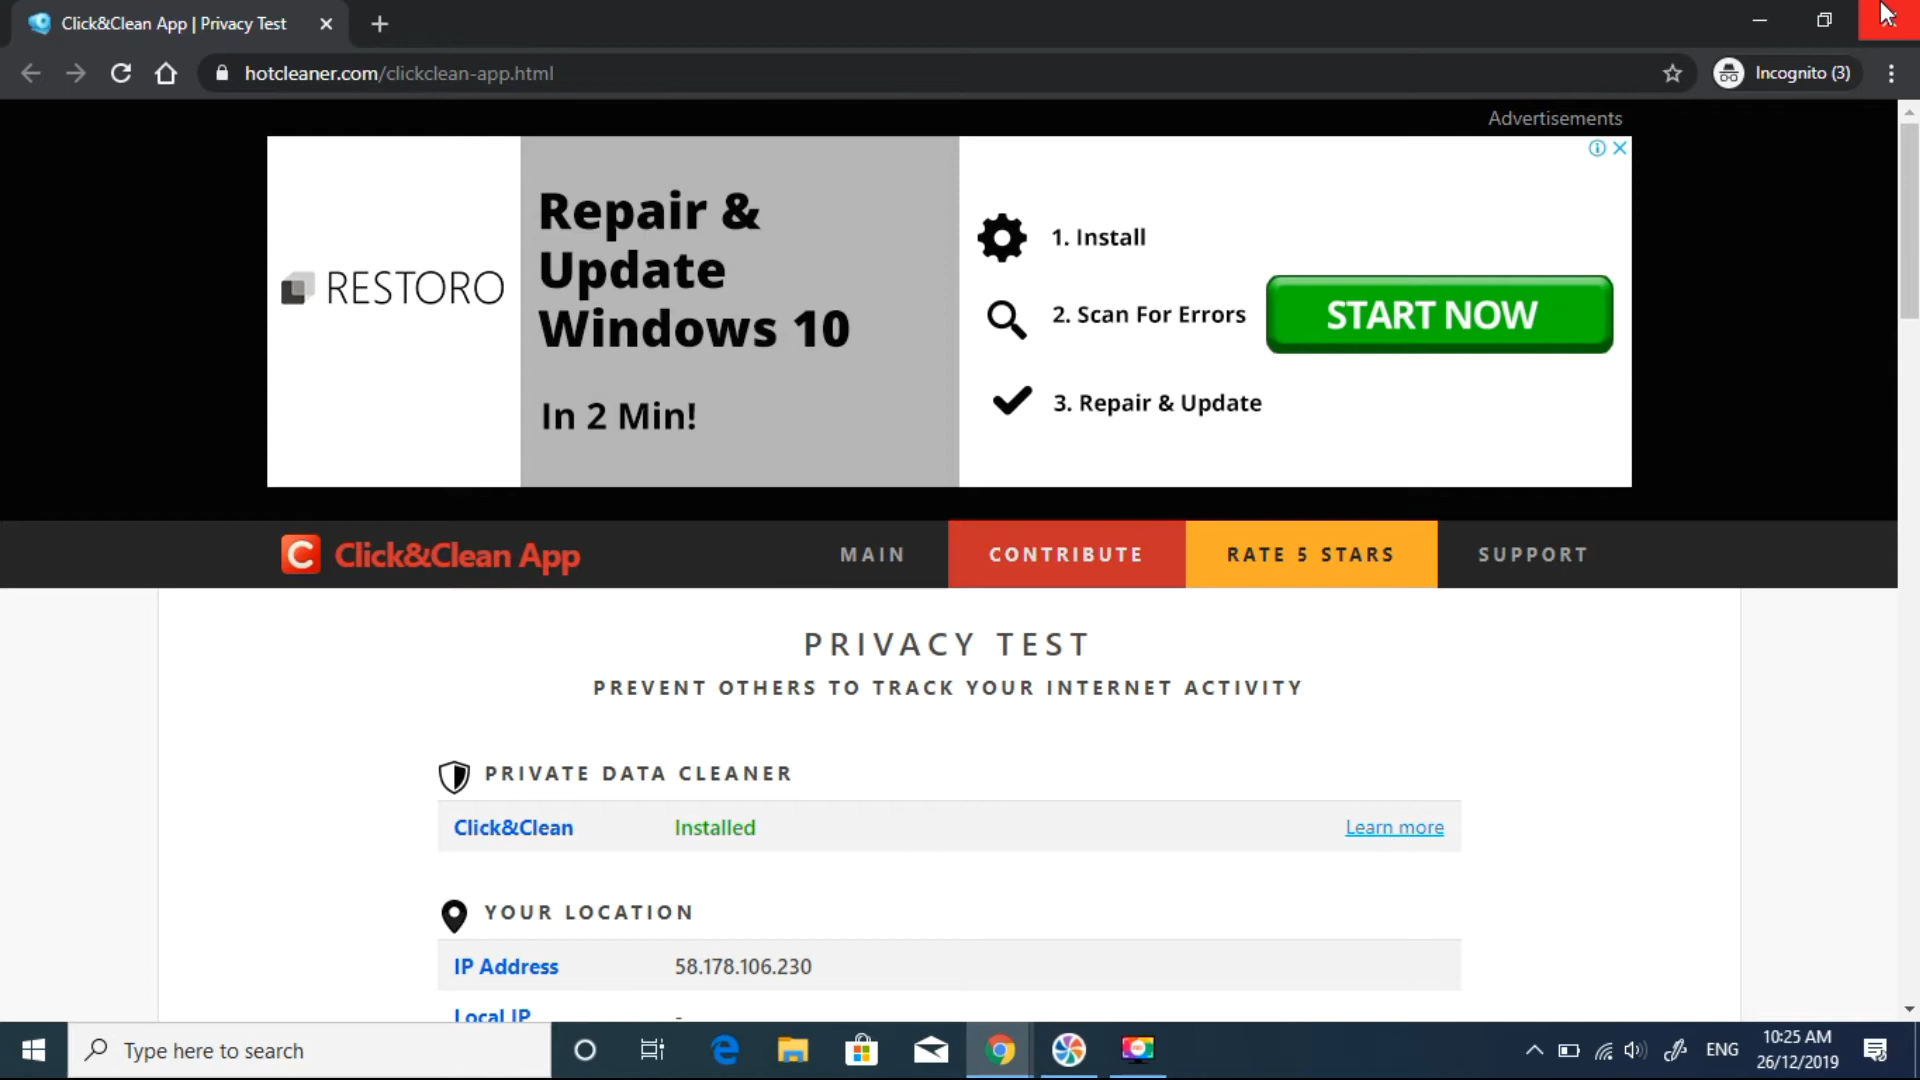 Click&Clean App | Privacy Test
hotcleaner.com/clickclean-app.html
Incognito (3)
Advertisements
RESTORO
Repair &
Update
Windows 10
In 2 Min!
1. Install
2. Scan For Errors
3. Repair & Update
START NOW
C Click&Clean App
MAIN
CONTRIBUTE
RATE 5 STARS
SUPPORT
PRIVACY TEST
PREVENT OTHERS TO TRACK YOUR INTERNET ACTIVITY
PRIVATE DATA CLEANER
Click&Clean Installed Learn more
YOUR LOCATION
IP Address 58.178.106.230
Local IP -
Type here to search
ENG
10:25 AM
26/12/2019